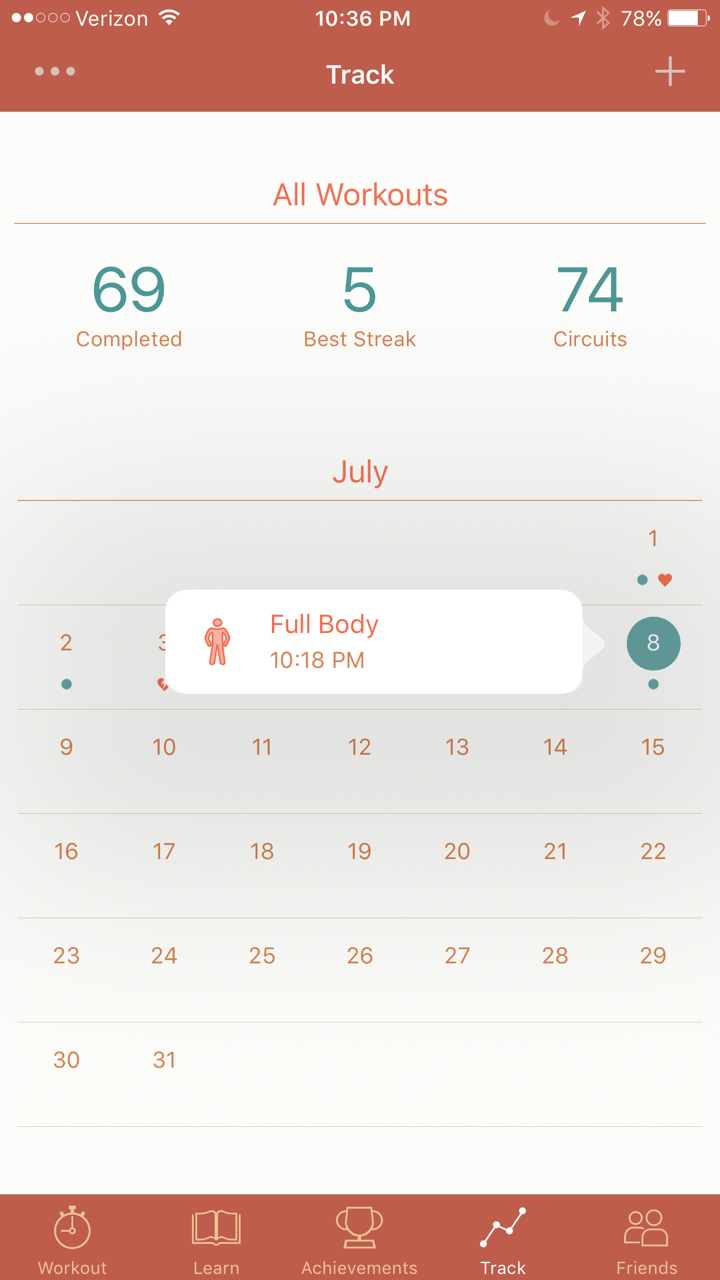 Verizon 10:36 PM 78%
Track
All Workouts
69 5 74
Completed Best Streak Circuits
July
1
Full Body
2 8
10:18 PM
9 10 11 12 13 14 15
16 17 18 19 20 21 22
23 24 25 26 27 28 29
30 31
Workout Learn Achievements Track Friends